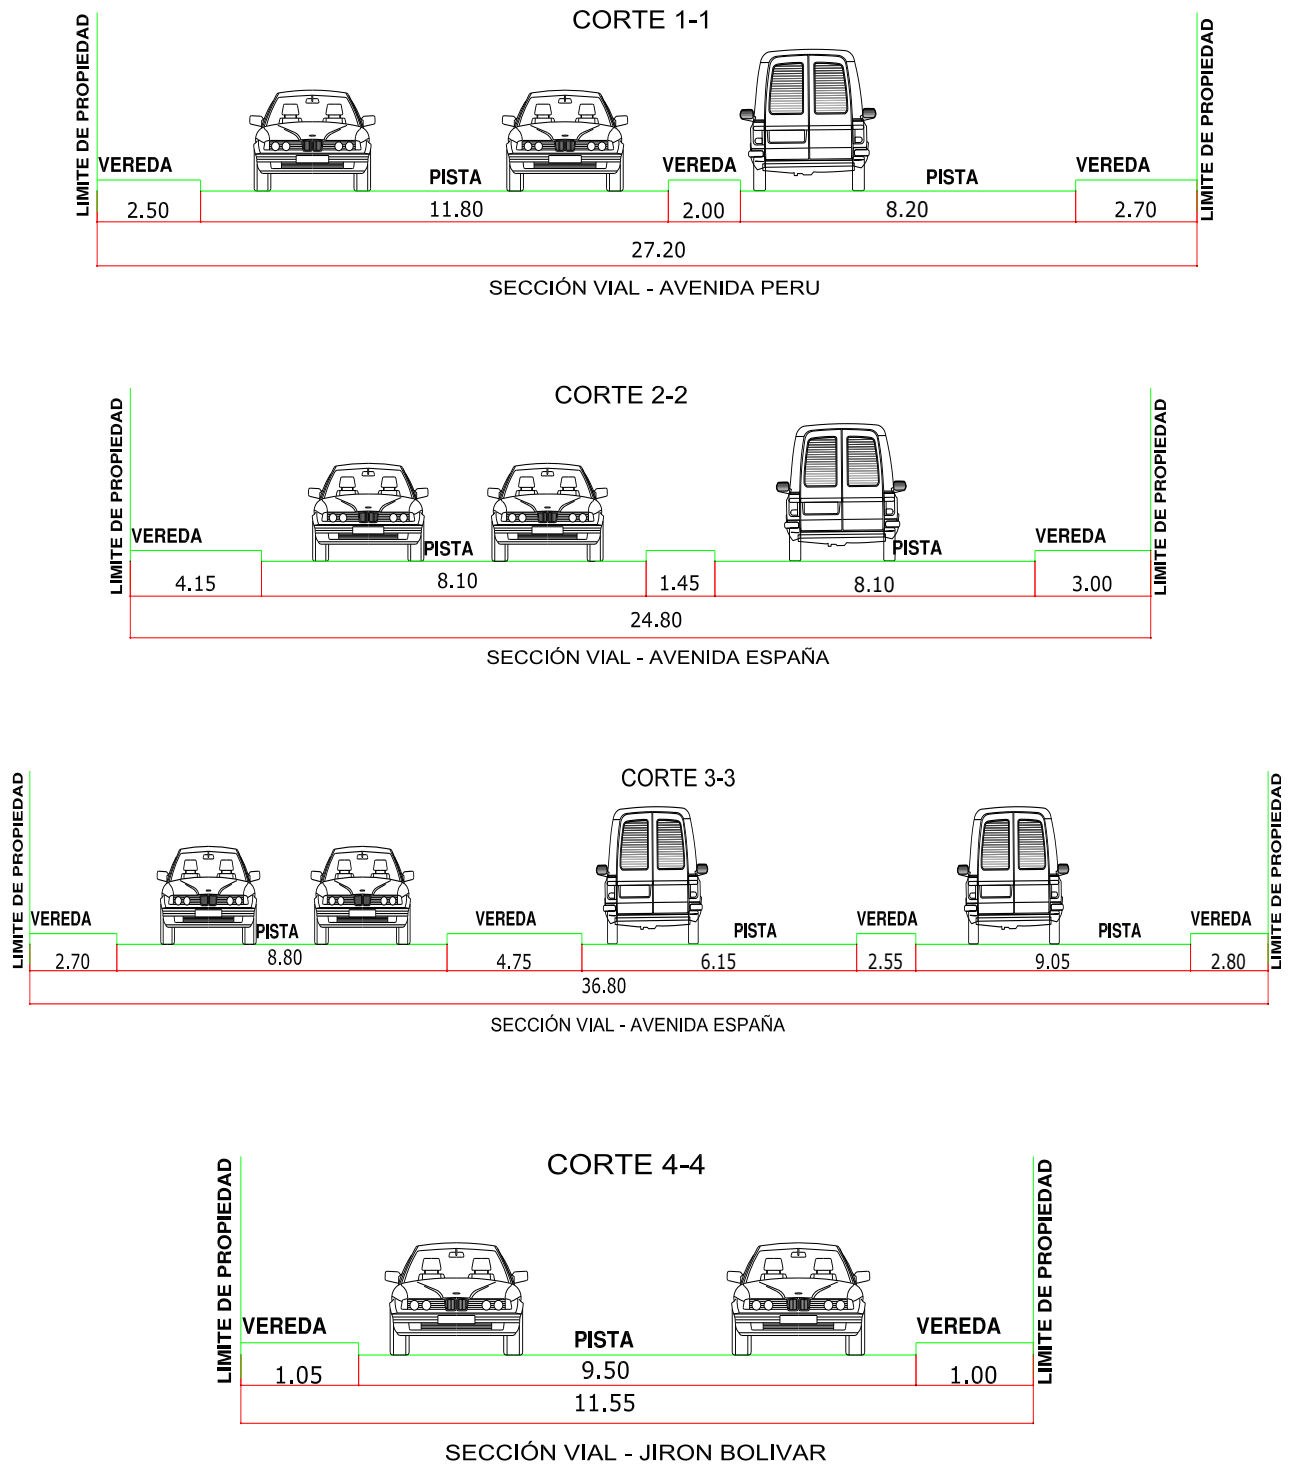 CORTE 1-1
LIMITE DE PROPIEDAD
LIMITE DE PROPIEDAD
VEREDA
PISTA
VEREDA
PISTA
VEREDA
2.50
11.80
2.00
8.20
2.70
27.20
SECCIÓN VIAL - AVENIDA PERU
CORTE 2-2
LIMITE DE PROPIEDAD
LIMITE DE PROPIEDAD
VEREDA
PISTA
PISTA
VEREDA
4.15
8.10
1.45
8.10
3.00
24.80
SECCIÓN VIAL - AVENIDA ESPAÑA
CORTE 3-3
LIMITE DE PROPIEDAD
LIMITE DE PROPIEDAD
VEREDA
PISTA
VEREDA
PISTA
VEREDA
PISTA
VEREDA
2.70
8.80
4.75
6.15
2.55
9.05
2.80
36.80
SECCIÓN VIAL - AVENIDA ESPAÑA
CORTE 4-4
LIMITE DE PROPIEDAD
LIMITE DE PROPIEDAD
VEREDA
PISTA
VEREDA
1.05
9.50
1.00
11.55
SECCIÓN VIAL - JIRON BOLIVAR